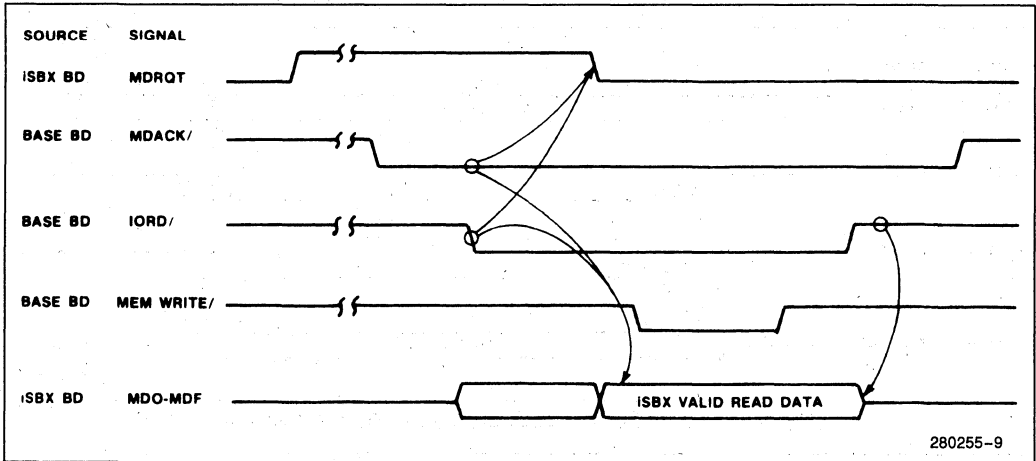 SOURCE SIGNAL
iSBX BD MDRQT
BASE BD MDACK/
BASE BD IORD/
BASE BD MEM WRITE/
iSBX BD MDO-MDF
iSBX VALID READ DATA
280255-9